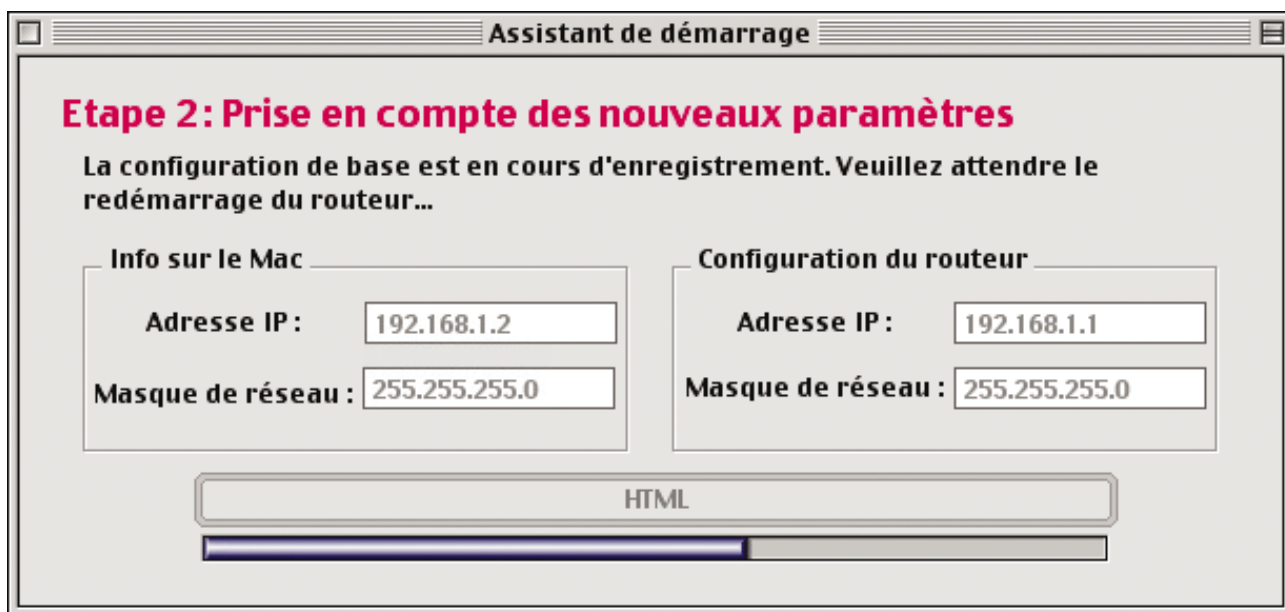 Assistant de démarrage
Etape 2: Prise en compte des nouveaux paramètres
La configuration de base est en cours d'enregistrement. Veuillez attendre le
redémarrage du routeur...
Info sur le Mac
Adresse IP : 192.168.1.2
Masque de réseau : 255.255.255.0
Configuration du routeur
Adresse IP : 192.168.1.1
Masque de réseau : 255.255.255.0
HTML